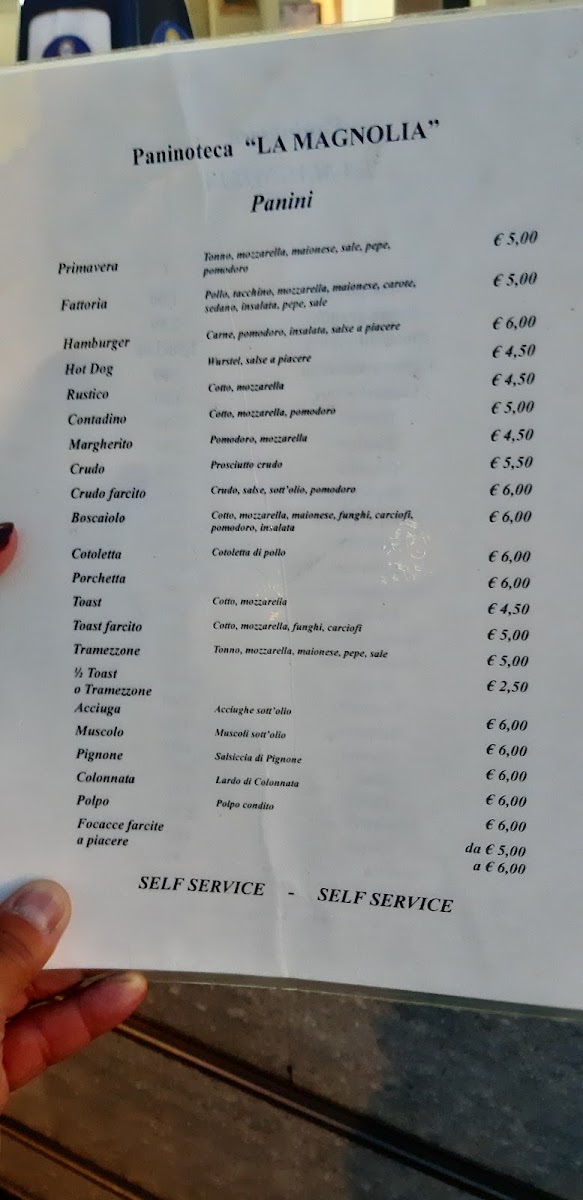 Paninoteca "LA MAGNOLIA"
Panini
Primavera Tonno, mozzarella, maionese, sale, pepe, pomodoro € 5,00
Fattoria Pollo, tacchino, mozzarella, maionese, carote, sedano, insalata, pepe, sale € 5,00
Hamburger Carne, pomodoro, insalata, salse a piacere € 6,00
Hot Dog Wurstel, salse a piacere € 4,50
Rustico Cotto, mozzarella € 4,50
Contadino Cotto, mozzarella, pomodoro € 5,00
Margherito Pomodoro, mozzarella € 4,50
Crudo Prosciutto crudo € 5,50
Crudo farcito Crudo, salse, sott'olio, pomodoro € 6,00
Boscaiolo Cotto, mozzarella, maionese, funghi, carciofi, pomodoro, insalata € 6,00
Cotoletta Cotoletta di pollo € 6,00
Porchetta € 6,00
Toast Cotto, mozzarella € 4,50
Toast farcito Cotto, mozzarella, funghi, carciofi € 5,00
Tramezzone Tonno, mozzarella, maionese, pepe, sale € 5,00
½ Toast
o Tramezzone € 2,50
Acciuga Acciughe sott'olio € 6,00
Muscolo Muscoli sott'olio € 6,00
Pignone Salsiccia di Pignone € 6,00
Colonnata Lardo di Colonnata € 6,00
Polpo Polpo condito € 6,00
Focacce farcite da € 5,00
a piacere a € 6,00
SELF SERVICE - SELF SERVICE